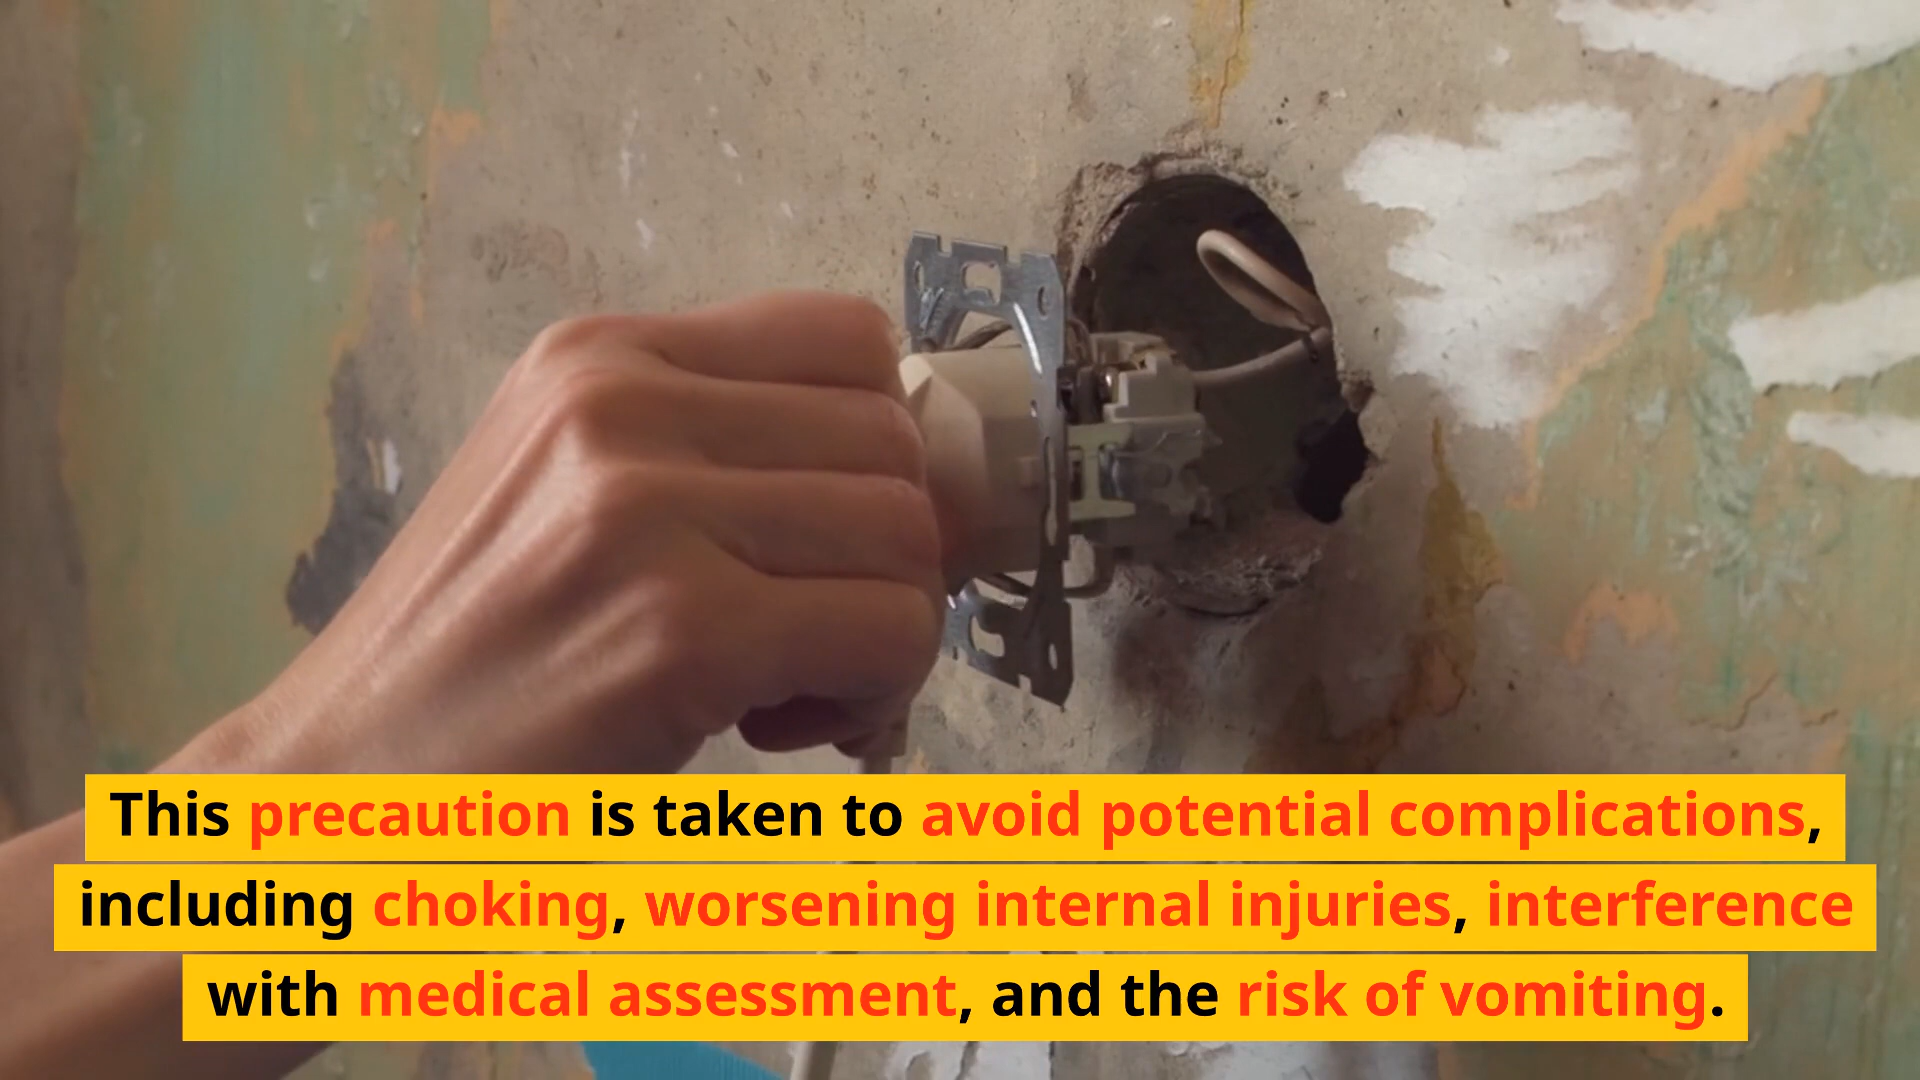 This precaution is taken to avoid potential complications,
including choking, worsening internal injuries, interference
with medical assessment, and the risk of vomiting.